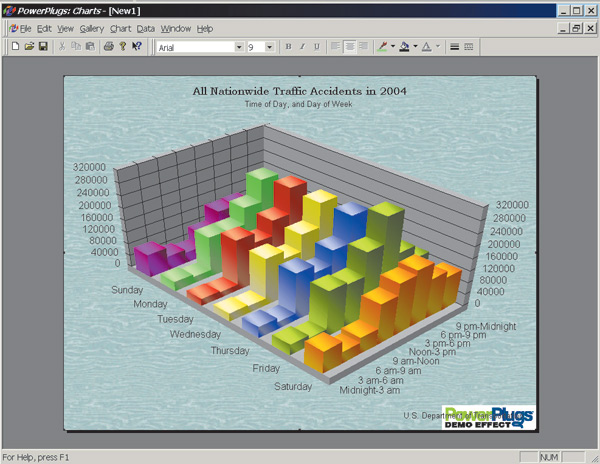 PowerPlugs: Charts - [New1]
File Edit View Gallery Chart Data Window Help
Arial 9 B I U
All Nationwide Traffic Accidents in 2004
Time of Day, and Day of Week
320000
280000
240000
200000
160000
120000
80000
40000
0
320000
280000
240000
200000
160000
120000
80000
40000
0
Sunday
Monday
Tuesday
Wednesday
Thursday
Friday
Saturday
9 pm-Midnight
6 pm-9 pm
3 pm-6 pm
Noon-3 pm
9 am-Noon
6 am-9 am
3 am-6 am
Midnight-3 am
U.S. Department of
PowerPlugs
DEMO EFFECT
For Help, press F1
NUM